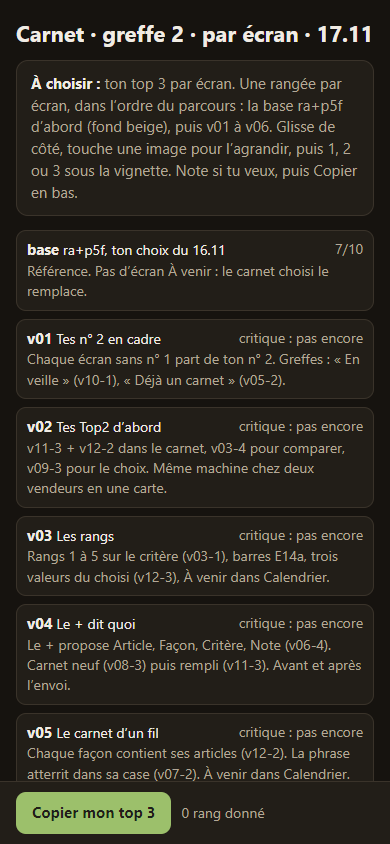 Carnet · greffe 2 · par écran · 17.11
À choisir : ton top 3 par écran. Une rangée par
écran, dans l’ordre du parcours : la base ra+p5f
d’abord (fond beige), puis v01 à v06. Glisse de
côté, touche une image pour l’agrandir, puis 1, 2
ou 3 sous la vignette. Note si tu veux, puis Copier
en bas.
base ra+p5f, ton choix du 16.11 7/10
Référence. Pas d’écran À venir : le carnet choisi le
remplace.
v01 Tes n° 2 en cadre critique : pas encore
Chaque écran sans n° 1 part de ton n° 2. Greffes : « En
veille » (v10-1), « Déjà un carnet » (v05-2).
v02 Tes Top2 d’abord critique : pas encore
v11-3 + v12-2 dans le carnet, v03-4 pour comparer,
v09-3 pour le choix. Même machine chez deux
vendeurs en une carte.
v03 Les rangs critique : pas encore
Rangs 1 à 5 sur le critère (v03-1), barres E14a, trois
valeurs du choisi (v12-3), À venir dans Calendrier.
v04 Le + dit quoi critique : pas encore
Le + propose Article, Façon, Critère, Note (v06-4).
Carnet neuf (v08-3) puis rempli (v11-3). Avant et après
l’envoi.
v05 Le carnet d’un fil critique : pas encore
Chaque façon contient ses articles (v12-2). La phrase
atterrit dans sa case (v07-2). À venir dans Calendrier.
Copier mon top 3 0 rang donné